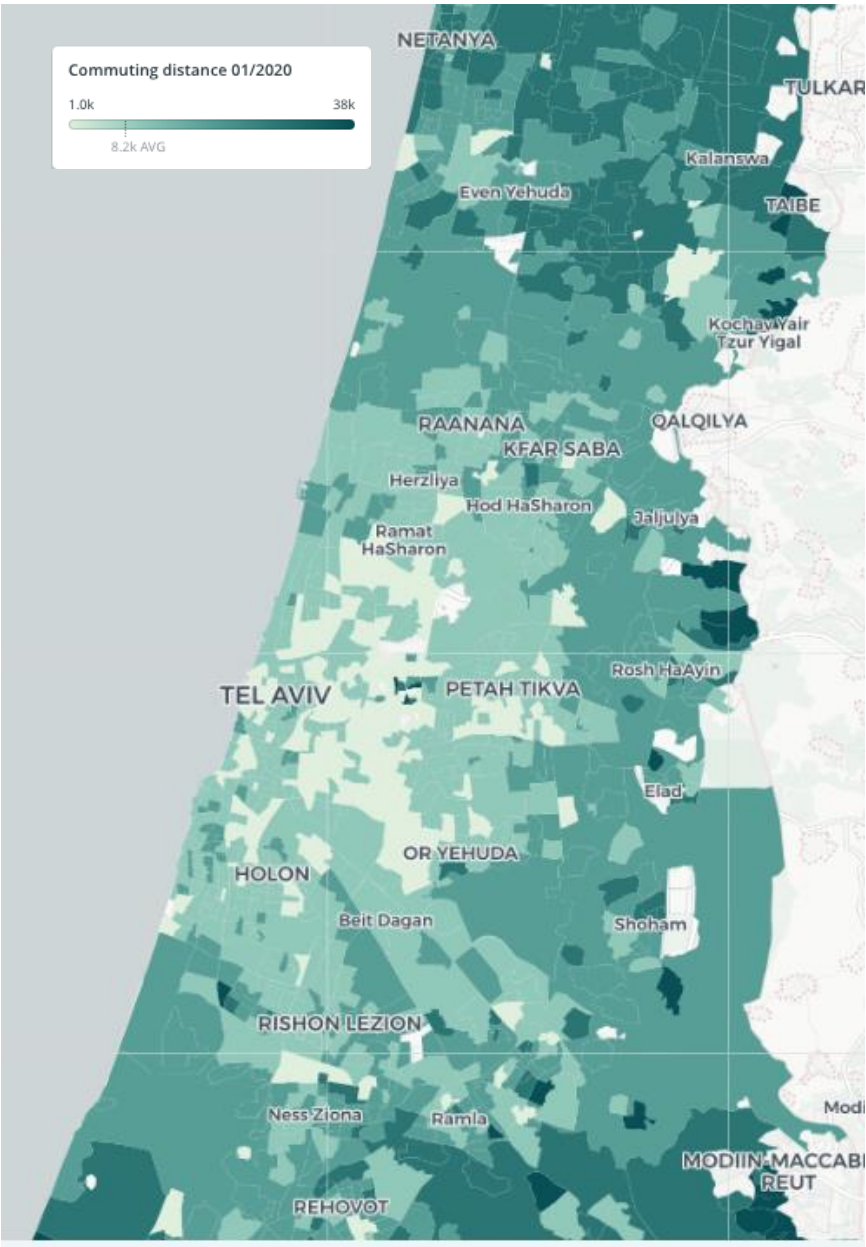 NETANYA
Commuting distance 01/2020
1.0k 38k
8.2k AVG
TULKAR
Kalanswa
Even Yehuda
TAIBE
Kochav Yair
Tzur Yigal
RAANANA
QALQILYA
KFAR SABA
Herzliya
Hod HaSharon
Jaljulya
Ramat
HaSharon
Rosh HaAyin
TEL AVIV
PETAH TIKVA
Elad
OR YEHUDA
HOLON
Beit Dagan
Shoham
RISHON LEZION
Modi
Ness Ziona
Ramla
MODIIN-MACCABI
REUT
REHOVOT